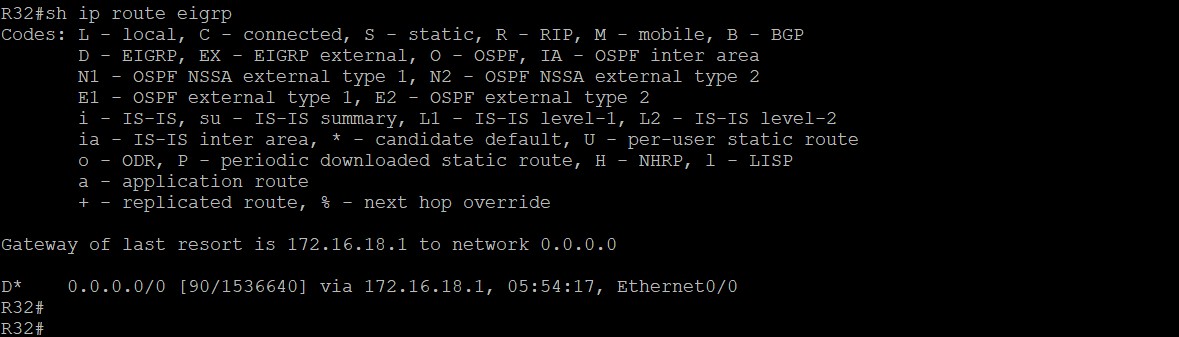 R32#sh ip route eigrp
Codes: L - local, C - connected, S - static, R - RIP, M - mobile, B - BGP
       D - EIGRP, EX - EIGRP external, O - OSPF, IA - OSPF inter area
       N1 - OSPF NSSA external type 1, N2 - OSPF NSSA external type 2
       E1 - OSPF external type 1, E2 - OSPF external type 2
       i - IS-IS, su - IS-IS summary, L1 - IS-IS level-1, L2 - IS-IS level-2
       ia - IS-IS inter area, * - candidate default, U - per-user static route
       o - ODR, P - periodic downloaded static route, H - NHRP, l - LISP
       a - application route
       + - replicated route, % - next hop override

Gateway of last resort is 172.16.18.1 to network 0.0.0.0

D*    0.0.0.0/0 [90/1536640] via 172.16.18.1, 05:54:17, Ethernet0/0
R32#
R32#